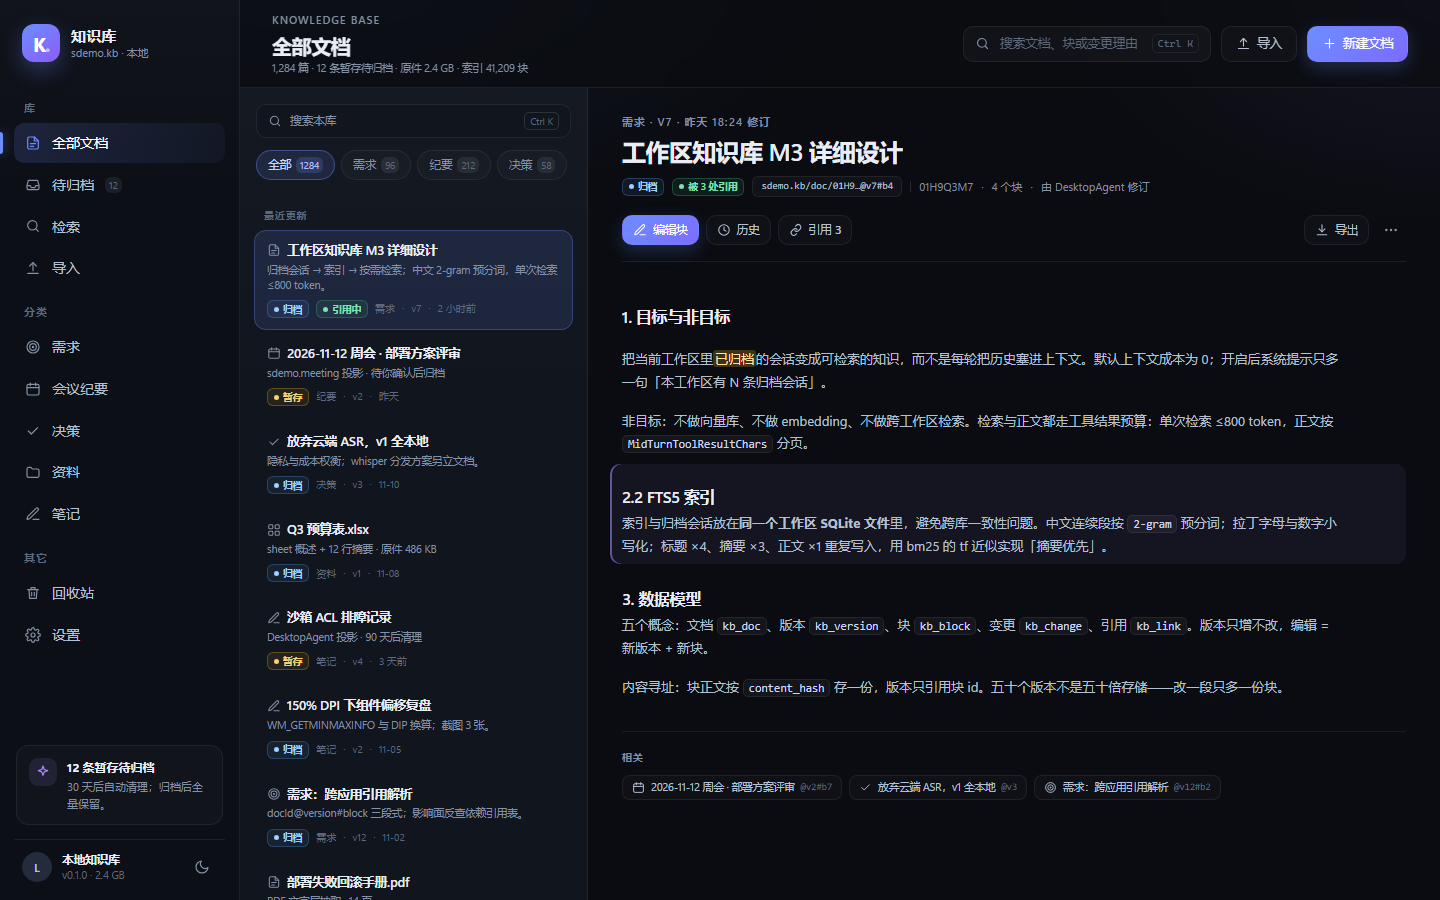 K.
知识库
sdemo.kb · 本地
库
全部文档
待归档 12
检索
导入
分类
需求
会议纪要
决策
资料
笔记
其它
回收站
设置
12 条暂存待归档
30 天后自动清理；归档后全
量保留。
L
本地知识库
v0.1.0 · 2.4 GB
KNOWLEDGE BASE
全部文档
1,284 篇 · 12 条暂存待归档 · 原件 2.4 GB · 索引 41,209 块
搜索文档、块或变更理由 Ctrl K
导入
新建文档
搜索本库 Ctrl K
全部 1284 需求 96 纪要 212 决策 58
最近更新
工作区知识库 M3 详细设计
归档会话 → 索引 → 按需检索；中文 2-gram 预分词，单次检索
≤800 token。
归档 引用中 需求 · v7 · 2 小时前
2026-11-12 周会 · 部署方案评审
sdemo.meeting 投影 · 待你确认后归档
暂存 纪要 · v2 · 昨天
放弃云端 ASR，v1 全本地
隐私与成本权衡；whisper 分发方案另立文档。
归档 决策 · v3 · 11-10
Q3 预算表.xlsx
sheet 概述 + 12 行摘要 · 原件 486 KB
归档 资料 · v1 · 11-08
沙箱 ACL 排障记录
DesktopAgent 投影 · 90 天后清理
暂存 笔记 · v4 · 3 天前
150% DPI 下组件偏移复盘
WM_GETMINMAXINFO 与 DIP 换算；截图 3 张。
归档 笔记 · v2 · 11-05
需求：跨应用引用解析
docId@version#block 三段式；影响面反查依赖引用表。
归档 需求 · v12 · 11-02
部署失败回滚手册.pdf
需求 · V7 · 昨天 18:24 修订
工作区知识库 M3 详细设计
归档 被 3 处引用 sdemo.kb/doc/01H9…@v7#b4 01H9Q3M7 · 4 个块 · 由 DesktopAgent 修订
编辑块 历史 引用 3 导出
1. 目标与非目标
把当前工作区里已归档的会话变成可检索的知识，而不是每轮把历史塞进上下文。默认上下文成本为 0；开启后系统提示只多
一句「本工作区有 N 条归档会话」。
非目标：不做向量库、不做 embedding、不做跨工作区检索。检索与正文都走工具结果预算：单次检索 ≤800 token，正文按
MidTurnToolResultChars 分页。
2.2 FTS5 索引
索引与归档会话放在同一个工作区 SQLite 文件里，避免跨库一致性问题。中文连续段按 2-gram 预分词；拉丁字母与数字小
写化；标题 ×4、摘要 ×3、正文 ×1 重复写入，用 bm25 的 tf 近似实现「摘要优先」。
3. 数据模型
五个概念：文档 kb_doc、版本 kb_version、块 kb_block、变更 kb_change、引用 kb_link。版本只增不改，编辑 =
新版本 + 新块。
内容寻址：块正文按 content_hash 存一份，版本只引用块 id。五十个版本不是五十倍存储——改一段只多一份块。
相关
2026-11-12 周会 · 部署方案评审 @v2#b7 放弃云端 ASR，v1 全本地 @v3 需求：跨应用引用解析 @v12#b2